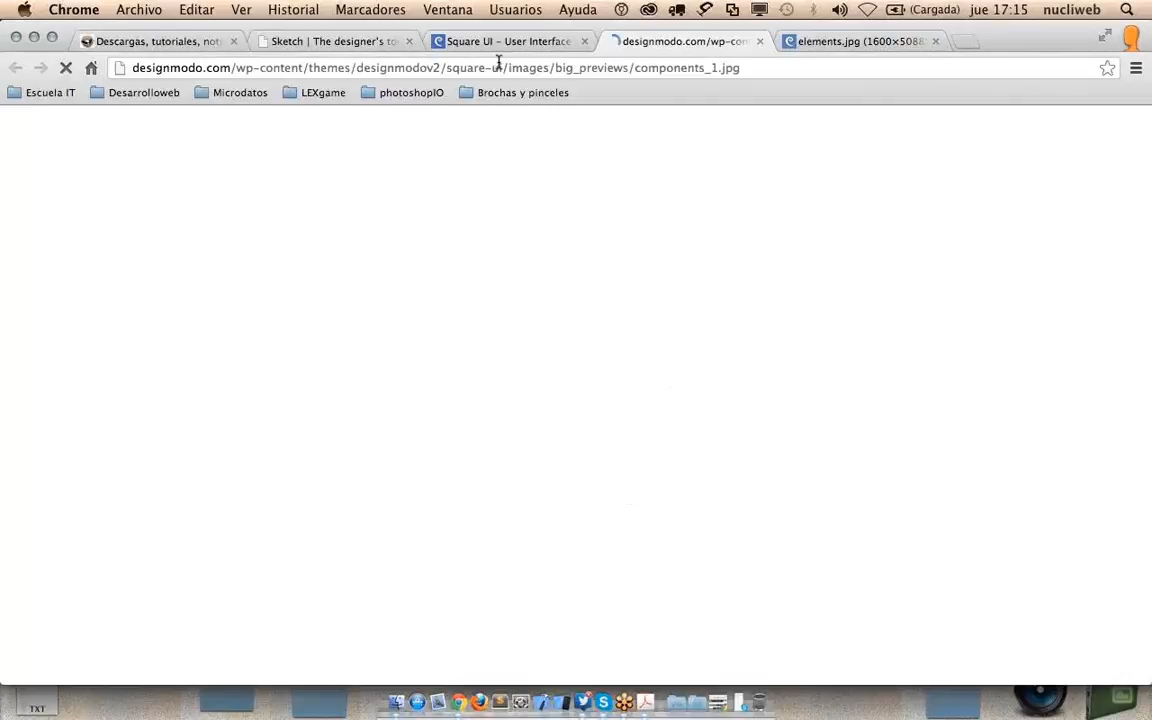 Chrome Archivo Editar Ver Historial Marcadores Ventana Usuarios Ayuda (Cargada) jue 17:15 nucliweb
Descargas, tutoriales, not Sketch | The designer's to Square UI - User Interface designmodo.com/wp-con elements.jpg (1600×5088
designmodo.com/wp-content/themes/designmodov2/square-ui/images/big_previews/components_1.jpg
Escuela IT Desarrolloweb Microdatos LEXgame photoshopIO Brochas y pinceles
TXT